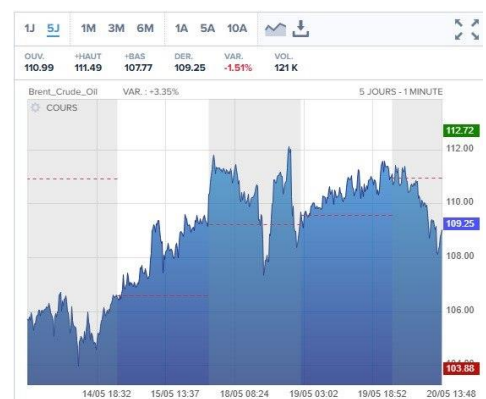 1J 5J 1M 3M 6M 1A 5A 10A
OUV. +HAUT +BAS DER. VAR. VOL.
110.99 111.49 107.77 109.25 -1.51% 121 K
Brent_Crude_Oil VAR. : +3.35% 5 JOURS - 1 MINUTE
COURS
112.72
112.00
110.00
109.25
108.00
106.00
103.88
14/05 18:32 15/05 13:37 18/05 08:24 19/05 03:02 19/05 18:52 20/05 13:48